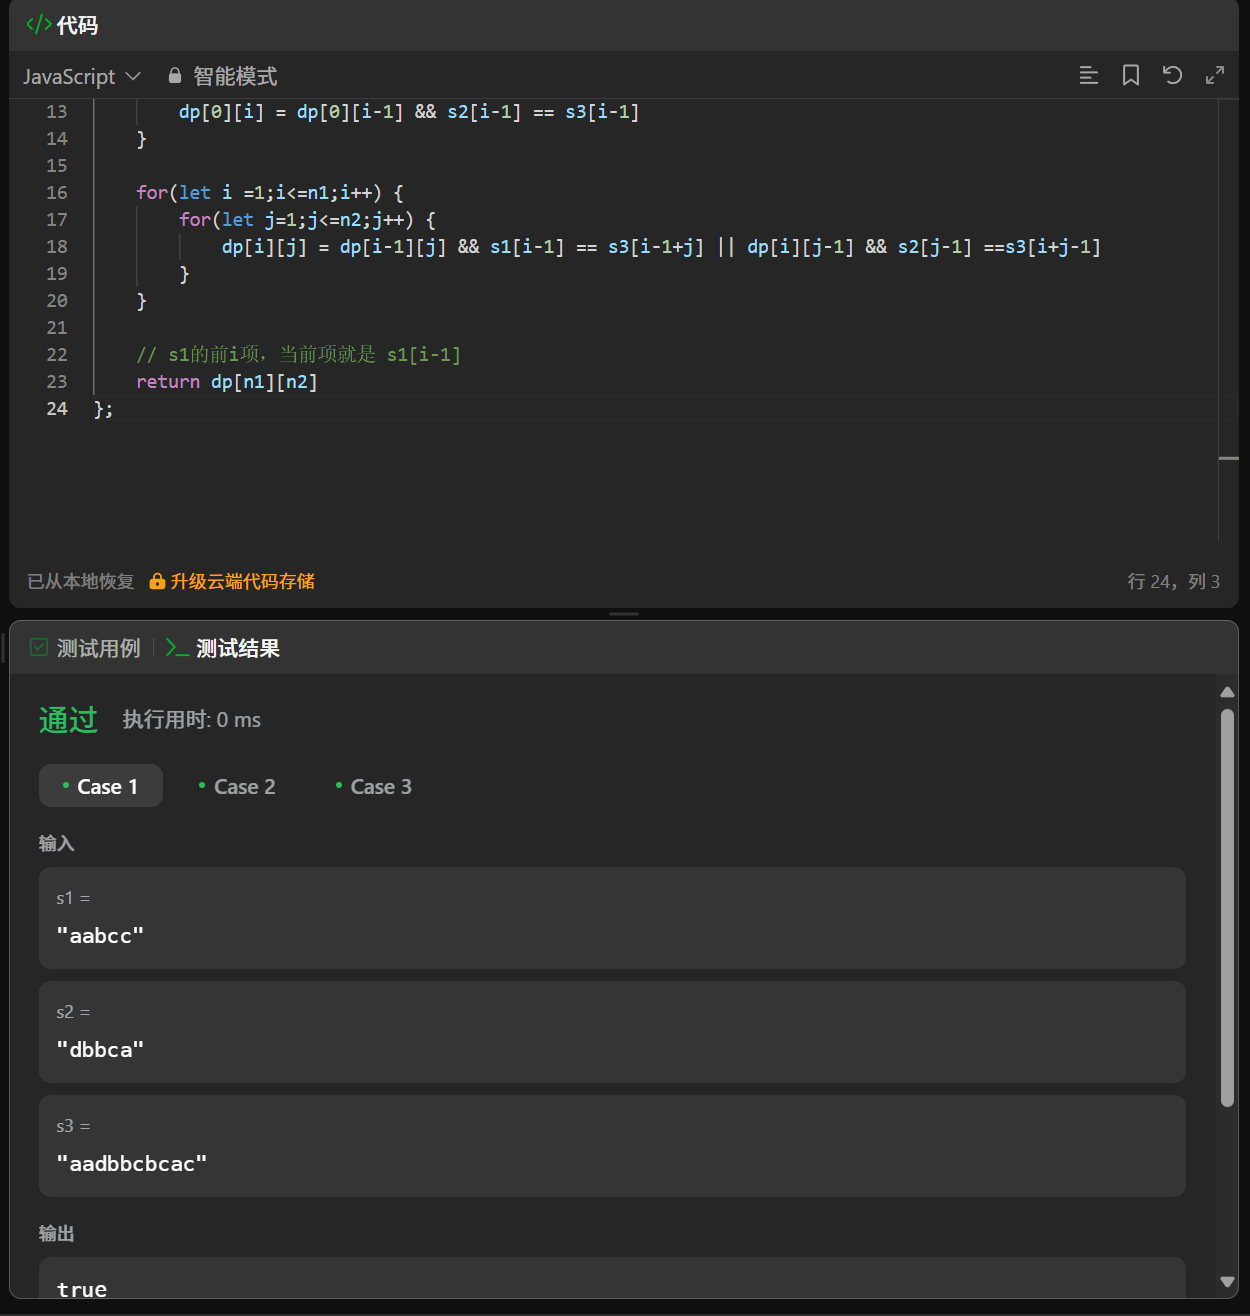 </> 代码
JavaScript 智能模式
13 dp[0][i] = dp[0][i-1] && s2[i-1] == s3[i-1]
14 }
15
16 for(let i =1;i<=n1;i++) {
17 for(let j=1;j<=n2;j++) {
18 dp[i][j] = dp[i-1][j] && s1[i-1] == s3[i-1+j] || dp[i][j-1] && s2[j-1] ==s3[i+j-1]
19 }
20 }
21
22 // s1的前i项，当前项就是 s1[i-1]
23 return dp[n1][n2]
24 };
已从本地恢复 升级云端代码存储 行 24，列 3
测试用例 >_ 测试结果
通过 执行用时: 0 ms
• Case 1 • Case 2 • Case 3
输入
s1 =
"aabcc"
s2 =
"dbbca"
s3 =
"aadbbcbcac"
输出
true